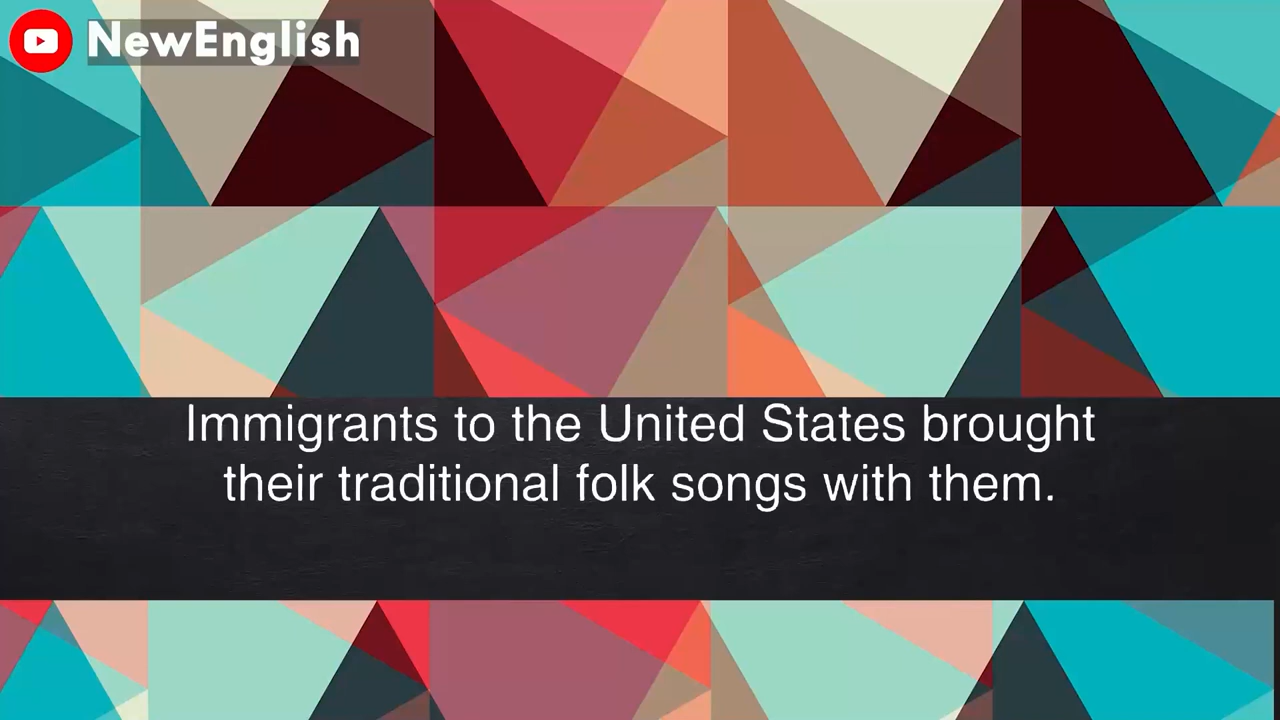 NewEnglish
Immigrants to the United States brought
their traditional folk songs with them.